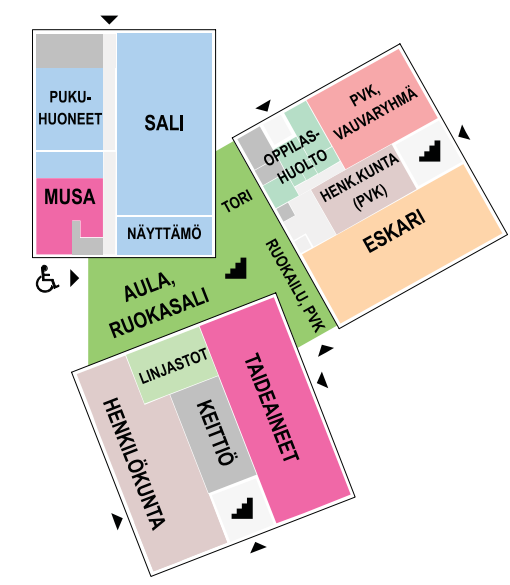 PUKU-
HUONEET
SALI
MUSA
NÄYTTÄMÖ
PVK,
VAUVARYHMÄ
OPPILAS-
HUOLTO
HENK.KUNTA
(PVK)
ESKARI
TORI
RUOKAILU, PVK
AULA,
RUOKASALI
LINJASTOT
TAIDEAINEET
KEITTIÖ
HENKILÖKUNTA